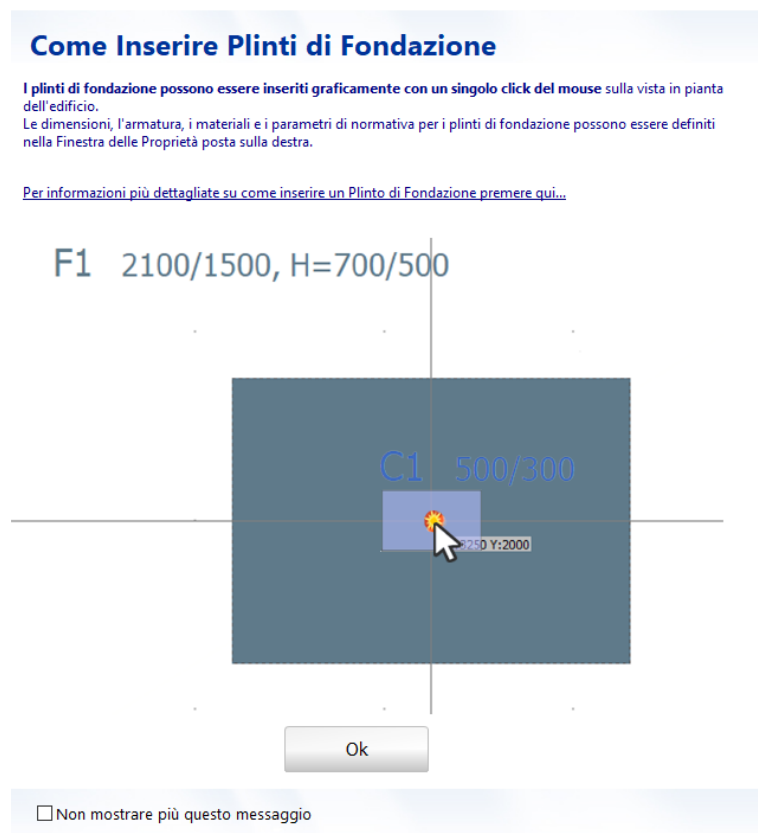 Come Inserire Plinti di Fondazione
I plinti di fondazione possono essere inseriti graficamente con un singolo click del mouse sulla vista in pianta
dell'edificio.
Le dimensioni, l'armatura, i materiali e i parametri di normativa per i plinti di fondazione possono essere definiti
nella Finestra delle Proprietà posta sulla destra.
Per informazioni più dettagliate su come inserire un Plinto di Fondazione premere qui...
F1 2100/1500, H=700/500
C1 500/300
Y:2000
Ok
Non mostrare più questo messaggio